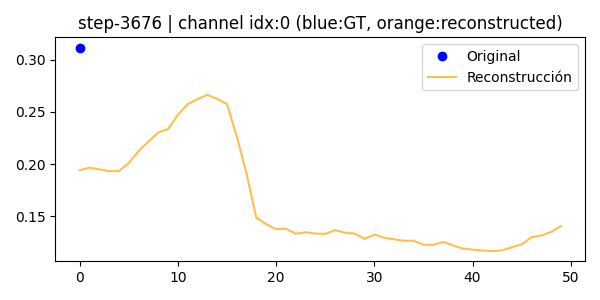 step-3676 | channel idx:0 (blue:GT, orange:reconstructed)
Original
Reconstrucción
0.30
0.25
0.20
0.15
0 10 20 30 40 50